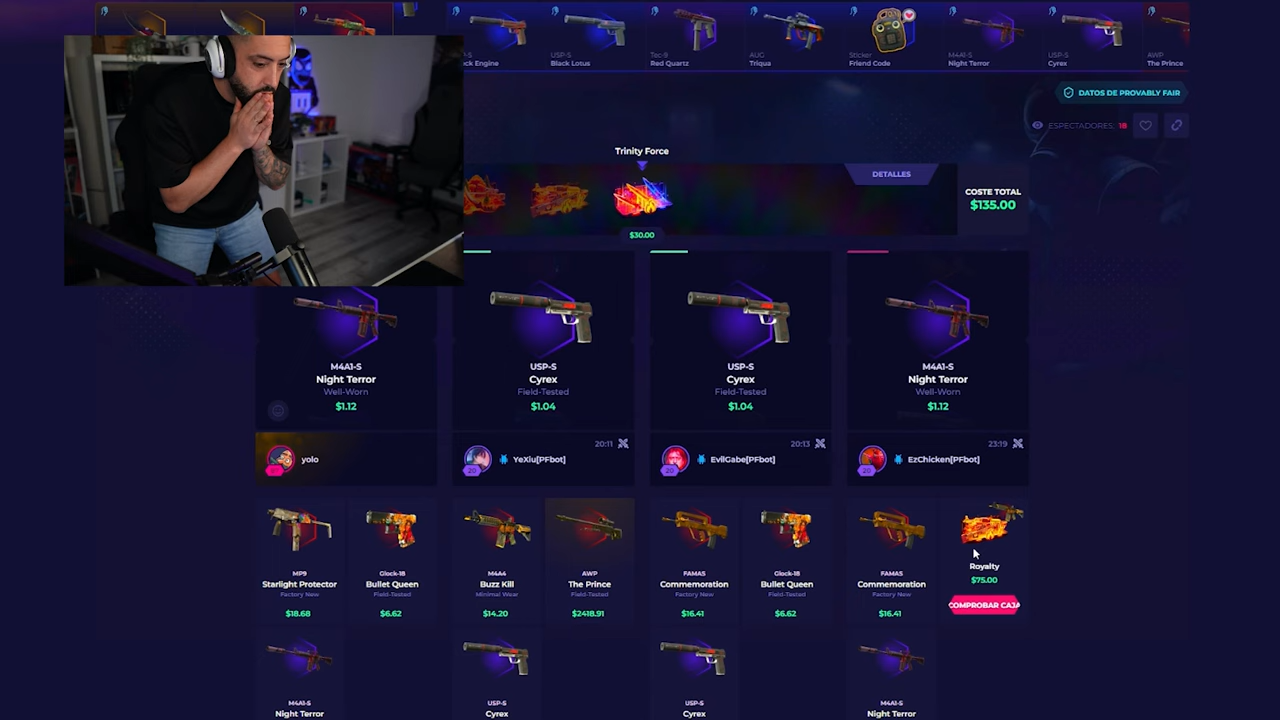 USP-S
Black Lotus
Tec-9
Red Quartz
AUG
Triqua
Sticker
Friend Code
M4A1-S
Night Terror
USP-S
Cyrex
AWP
The Prince
DATOS DE PROVABLY FAIR
ESPECTADORES: 18
Trinity Force
$30.00
DETALLES
COSTE TOTAL
$135.00
M4A1-S
Night Terror
Well-Worn
$1.12
USP-S
Cyrex
Field-Tested
$1.04
USP-S
Cyrex
Field-Tested
$1.04
M4A1-S
Night Terror
Well-Worn
$1.12
yolo
20:11
20
YeXiu[PFbot]
20:13
20
EvilGabe[PFbot]
23:19
20
EzChicken[PFbot]
MP9
Starlight Protector
Factory New
$18.68
Glock-18
Bullet Queen
Field-Tested
$6.62
M4A4
Buzz Kill
Minimal Wear
$14.20
AWP
The Prince
Field-Tested
$2418.91
FAMAS
Commemoration
Factory New
$16.41
Glock-18
Bullet Queen
Field-Tested
$6.62
FAMAS
Commemoration
Factory New
$16.41
Royalty
$75.00
COMPROBAR CAJA
M4A1-S
Night Terror
USP-S
Cyrex
USP-S
Cyrex
M4A1-S
Night Terror